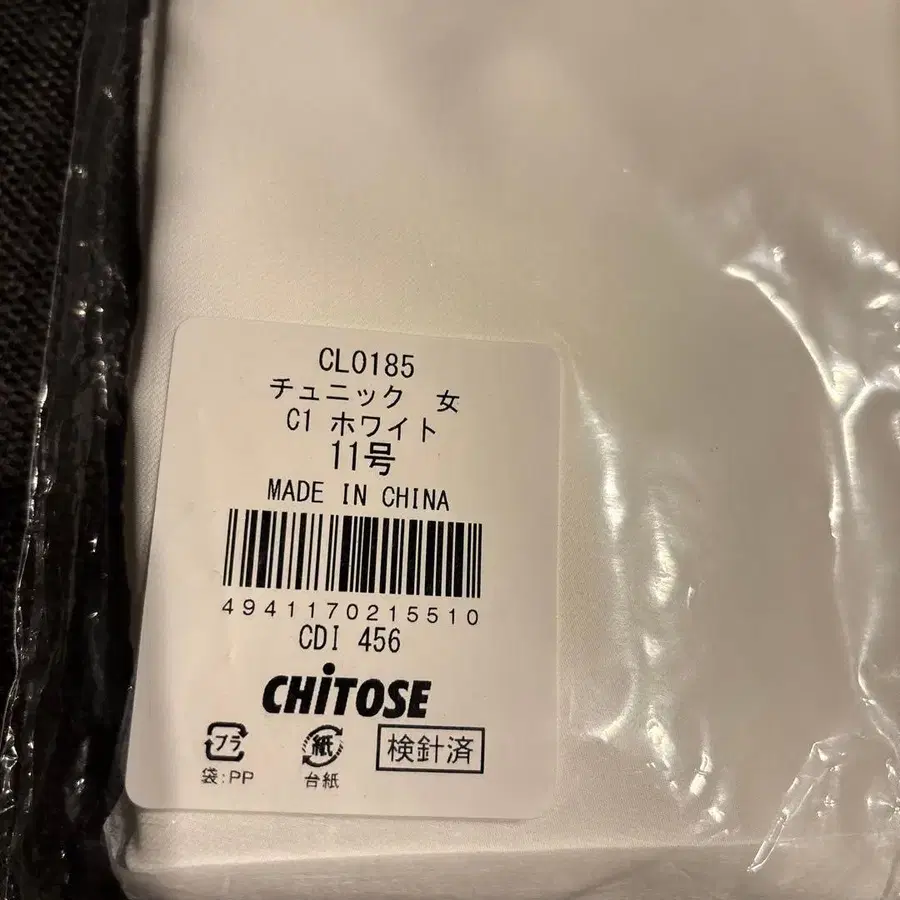 CL0185
チュニック 女
C1 ホワイト
11号
MADE IN CHINA
4941170215510
CDI 456
CHiTOSE
プラ 紙 検針済
袋:PP 台紙